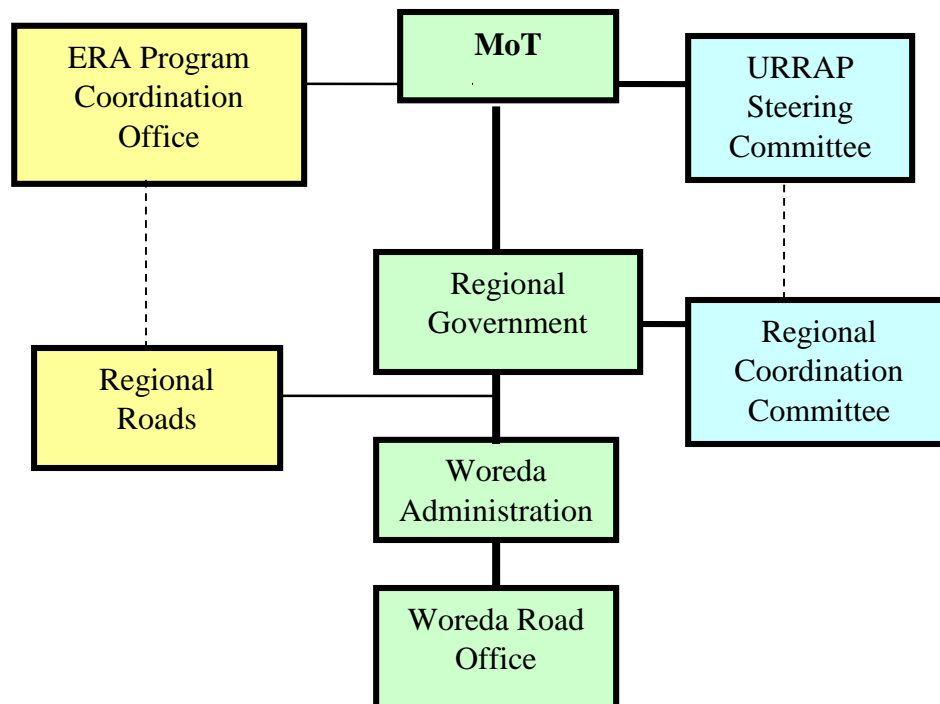 ERA Program
Coordination
Office
MoT
URRAP
Steering
Committee
Regional
Government
Regional
Coordination
Committee
Regional
Roads
Woreda
Administration
Woreda Road
Office